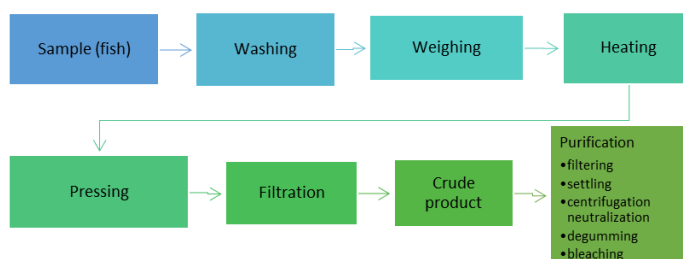 Sample (fish)
Washing
Weighing
Heating
Pressing
Filtration
Crude
product
Purification
•filtering
•settling
•centrifugation
neutralization
•degumming
•bleaching